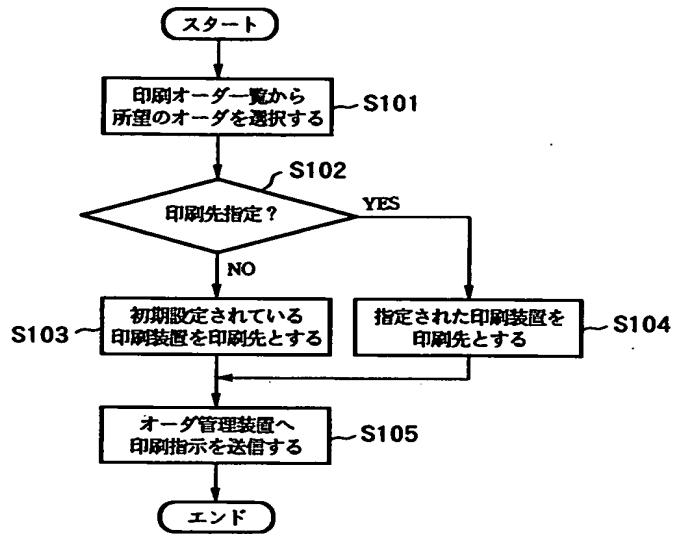 スタート
印刷オーダ一覧から
所望のオーダを選択する
S101
S102
印刷先指定？
YES
NO
初期設定されている
印刷装置を印刷先とする
S103
指定された印刷装置を
印刷先とする
S104
オーダ管理装置へ
印刷指示を送信する
S105
エンド